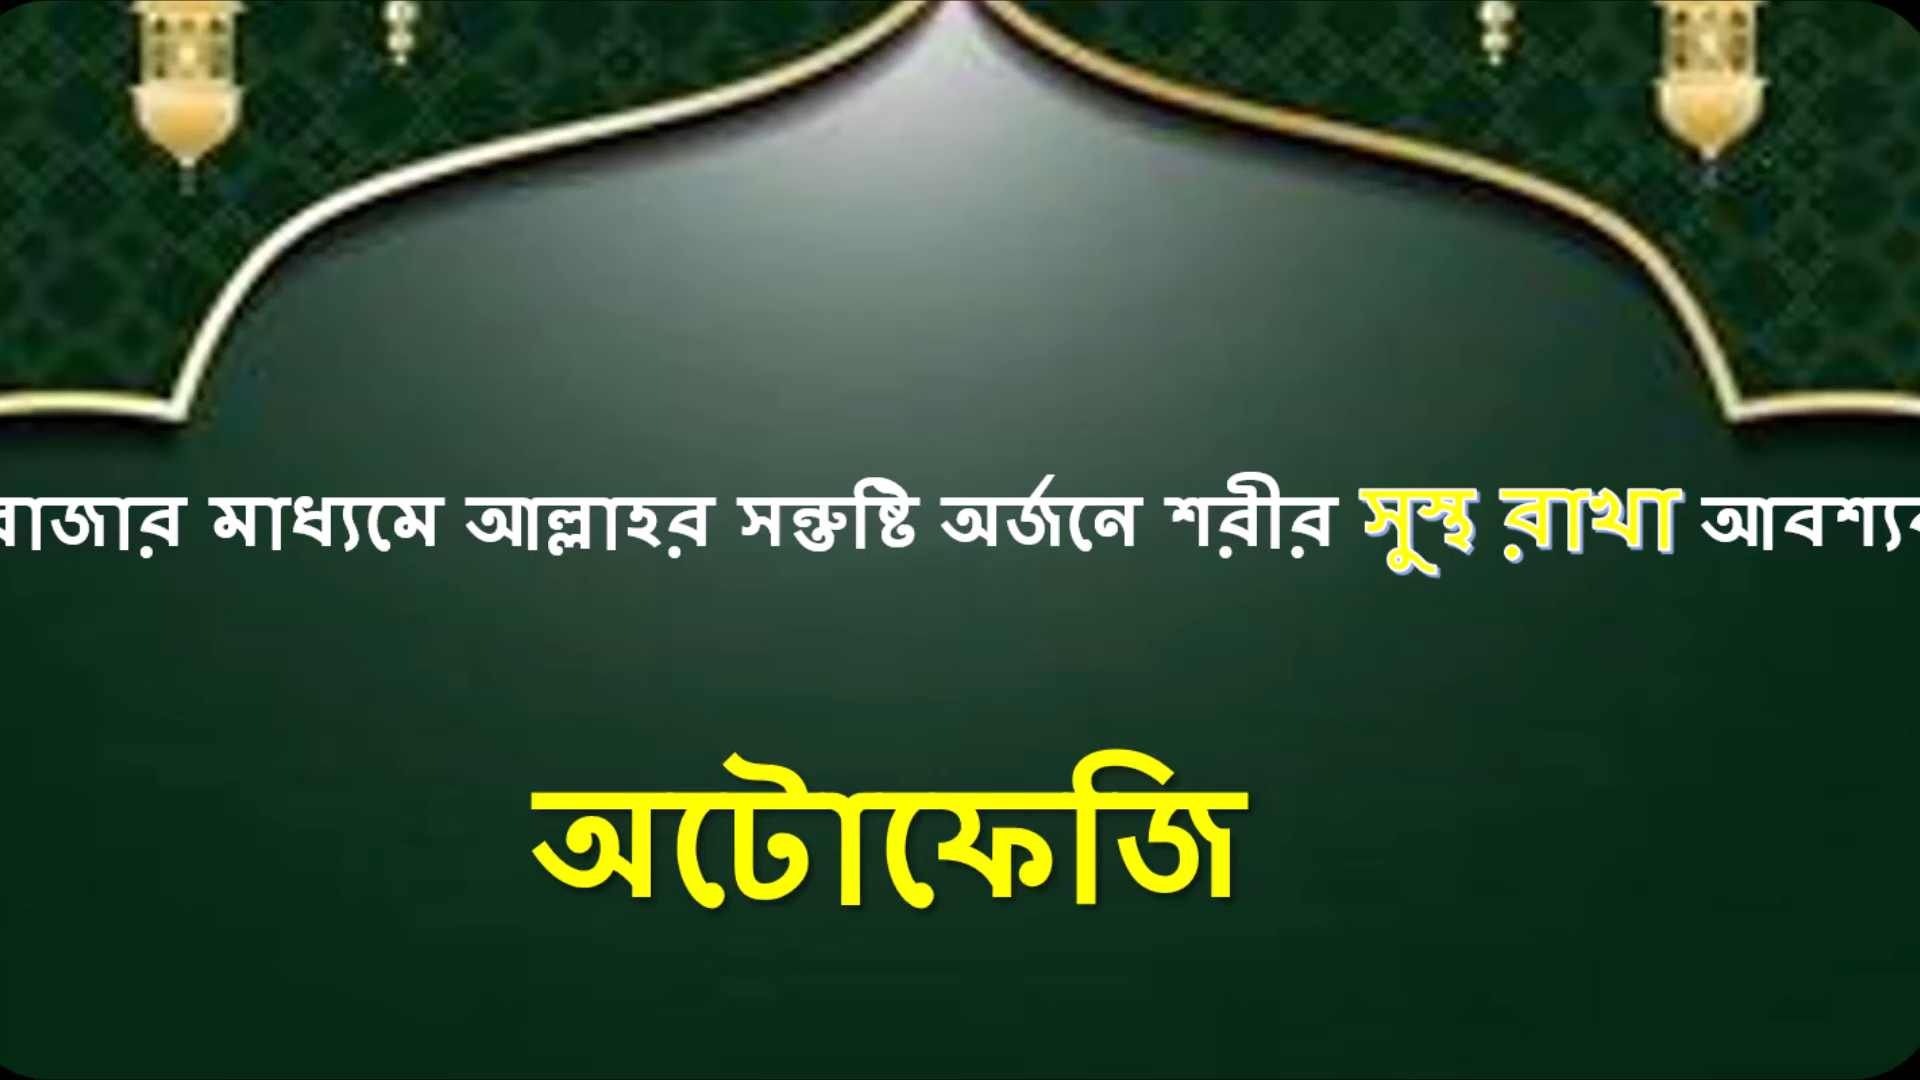 মাধ্যমে আল্লাহর সন্তুষ্টি অর্জনে শরীর সুস্থ রাখা
অটোফেজি